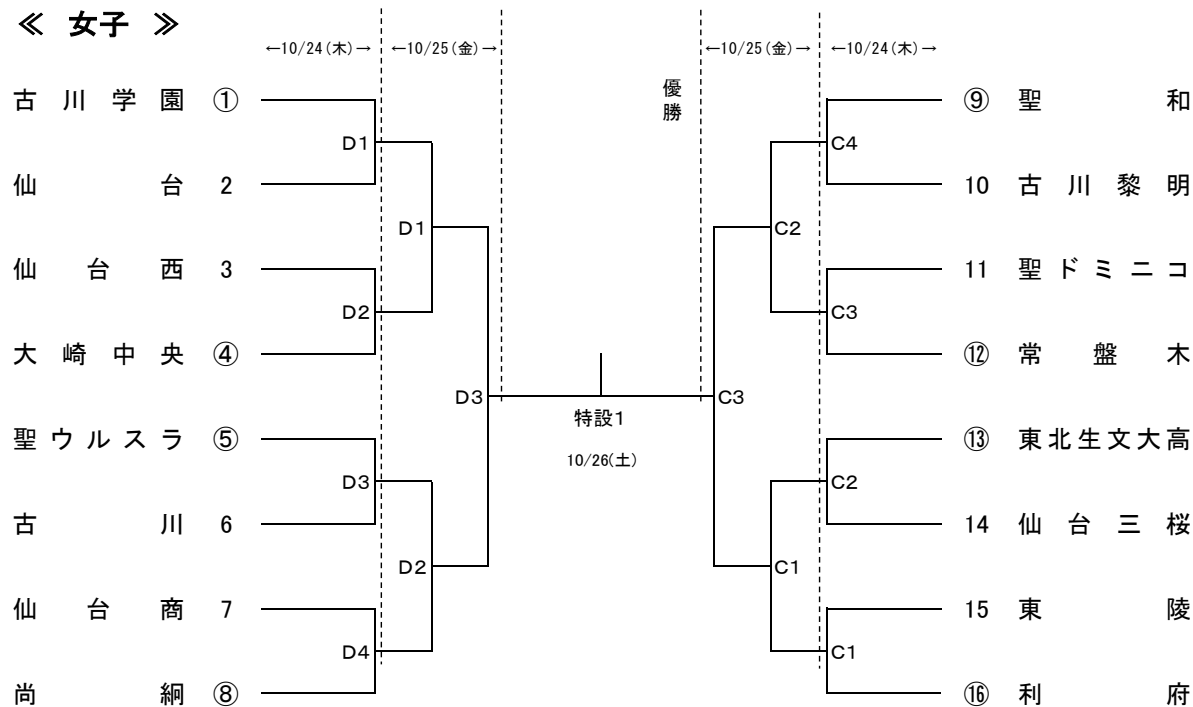 ≪ 女子 ≫
←10/24(木)→ ←10/25(金)→ ←10/25(金)→ ←10/24(木)→
優勝
古川学園 ① ⑨ 聖和
D1 C4
仙台 2 10 古川黎明
D1 C2
仙台西 3 11 聖ドミニコ
D2 C3
大崎中央 ④ ⑫ 常盤木
D3 C3
特設1
聖ウルスラ ⑤ ⑬ 東北生文大高
10/26(土)
D3 C2
古川 6 14 仙台三桜
D2 C1
仙台商 7 15 東陵
D4 C1
尚絅 ⑧ ⑯ 利府